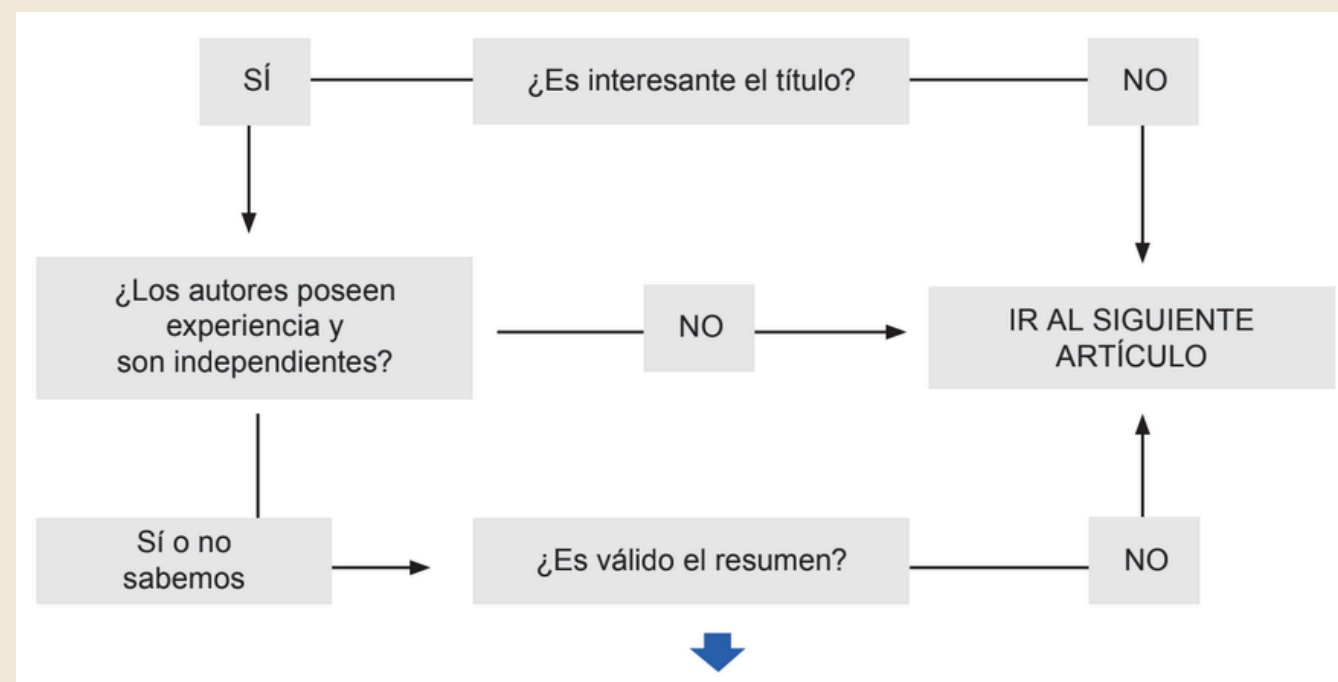 SÍ
¿Es interesante el título?
NO
¿Los autores poseen
experiencia y
son independientes?
NO
IR AL SIGUIENTE
ARTÍCULO
Sí o no
sabemos
¿Es válido el resumen?
NO